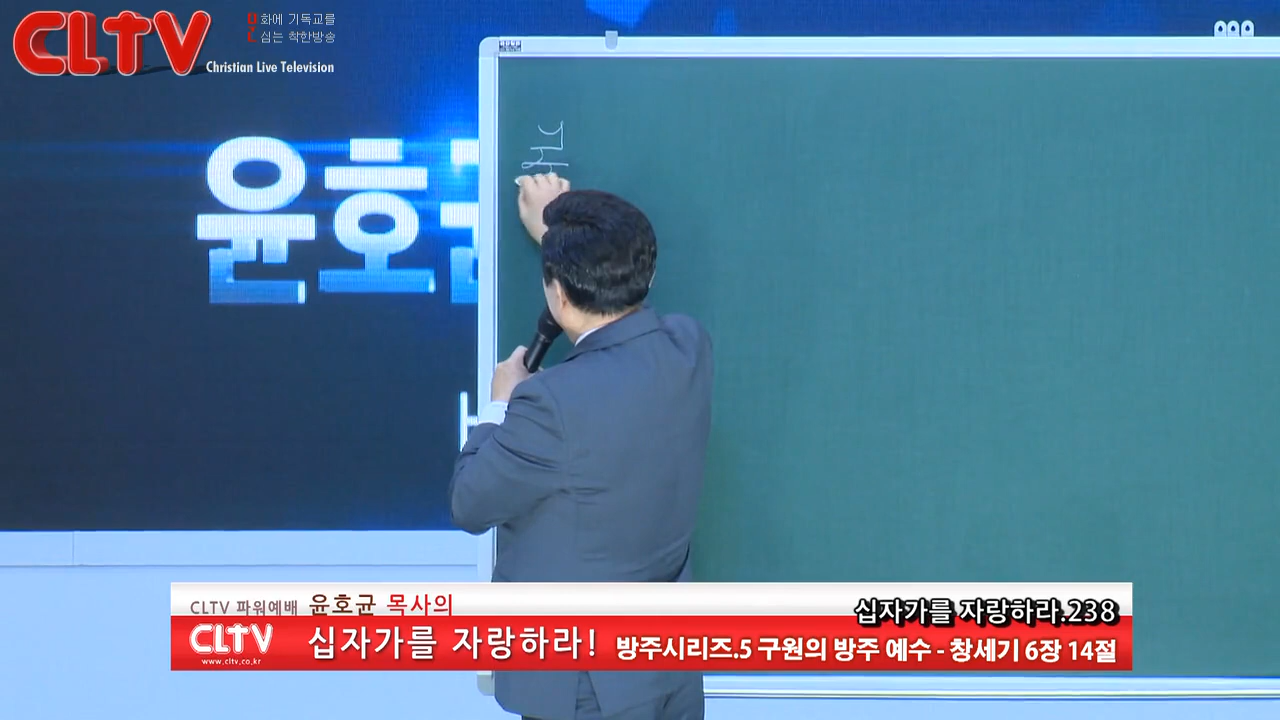 CLTV
문화에 기독교를
심는 착한방송
Christian Live Television
윤호
CLTV 파워예배 윤호균 목사의
십자가를 자랑하라.238
CLTV
www.cltv.co.kr
십자가를 자랑하라!
방주시리즈.5 구원의 방주 예수 - 창세기 6장 14절